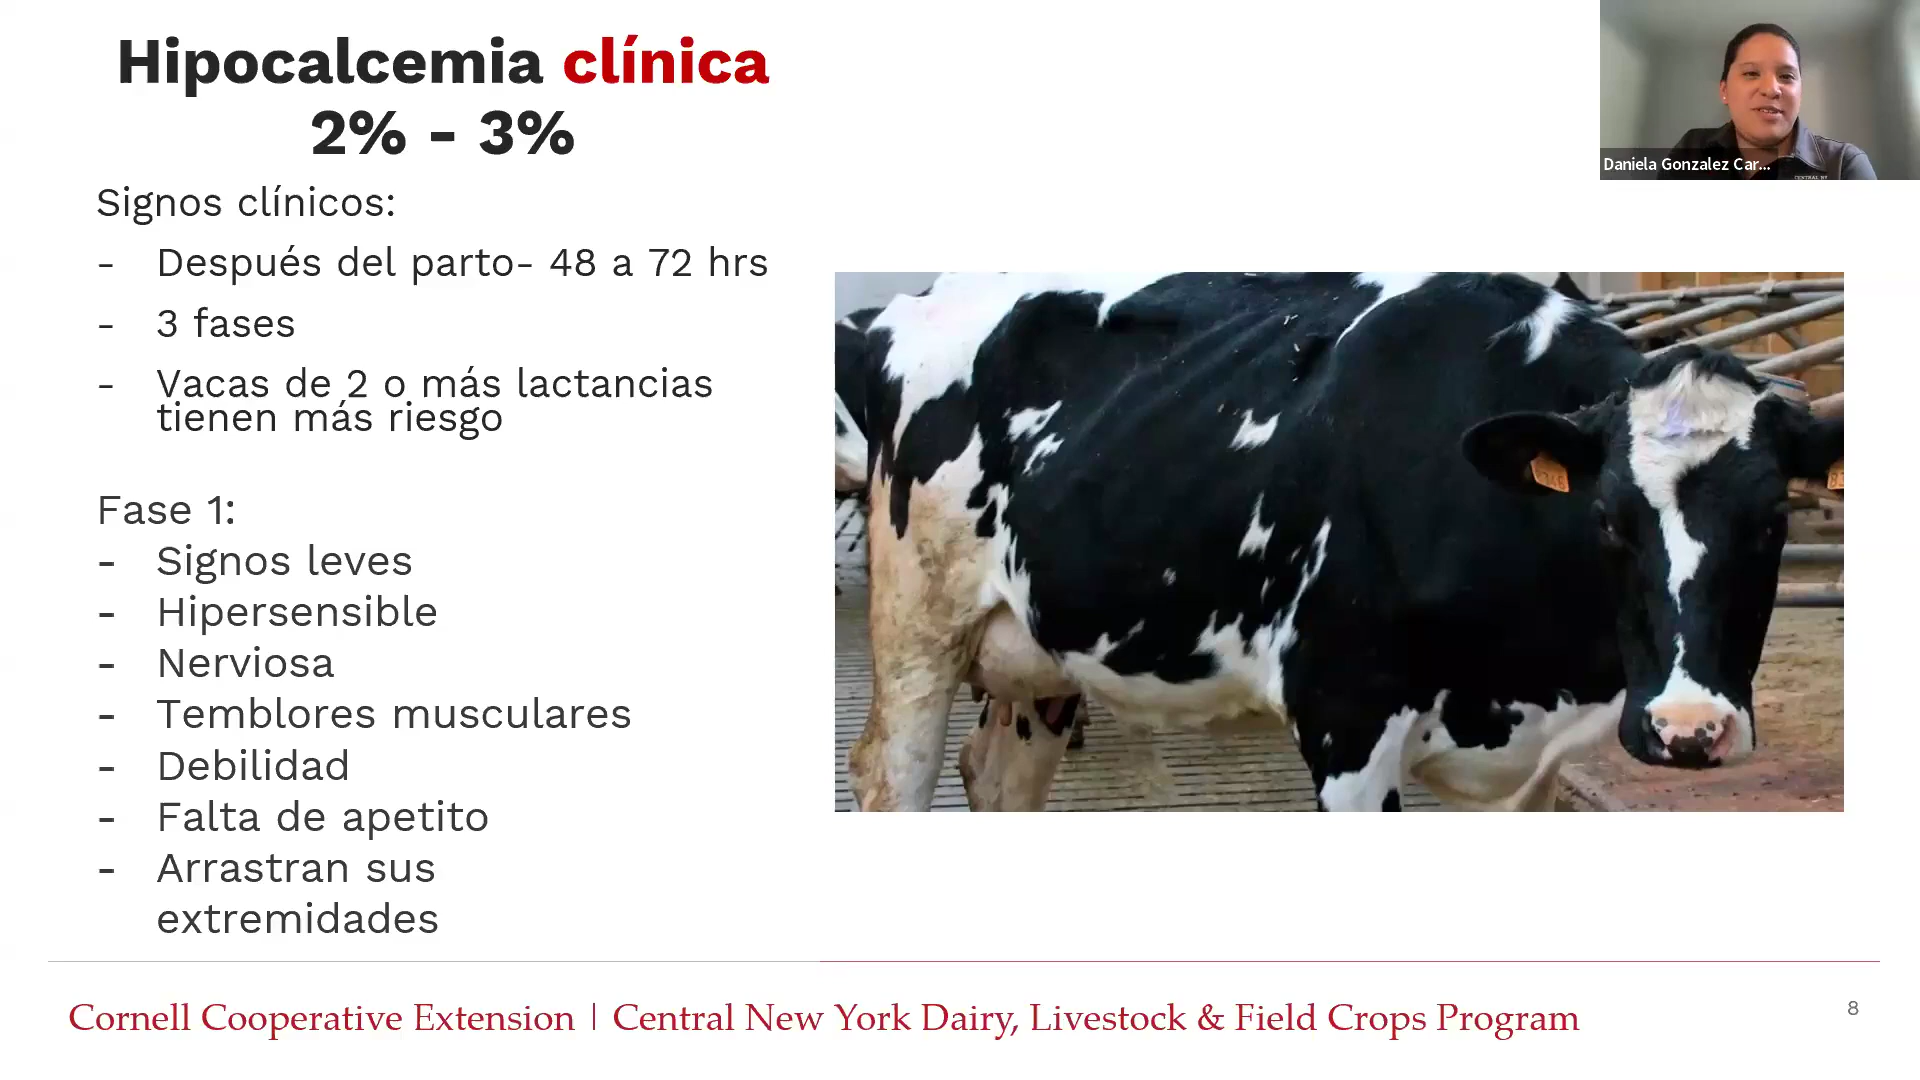 Hipocalcemia clínica
2% - 3%
Daniela Gonzalez Car...
Signos clínicos:
- Después del parto- 48 a 72 hrs
- 3 fases
- Vacas de 2 o más lactancias
tienen más riesgo
Fase 1:
- Signos leves
- Hipersensible
- Nerviosa
- Temblores musculares
- Debilidad
- Falta de apetito
- Arrastran sus
extremidades
Cornell Cooperative Extension | Central New York Dairy, Livestock & Field Crops Program
8